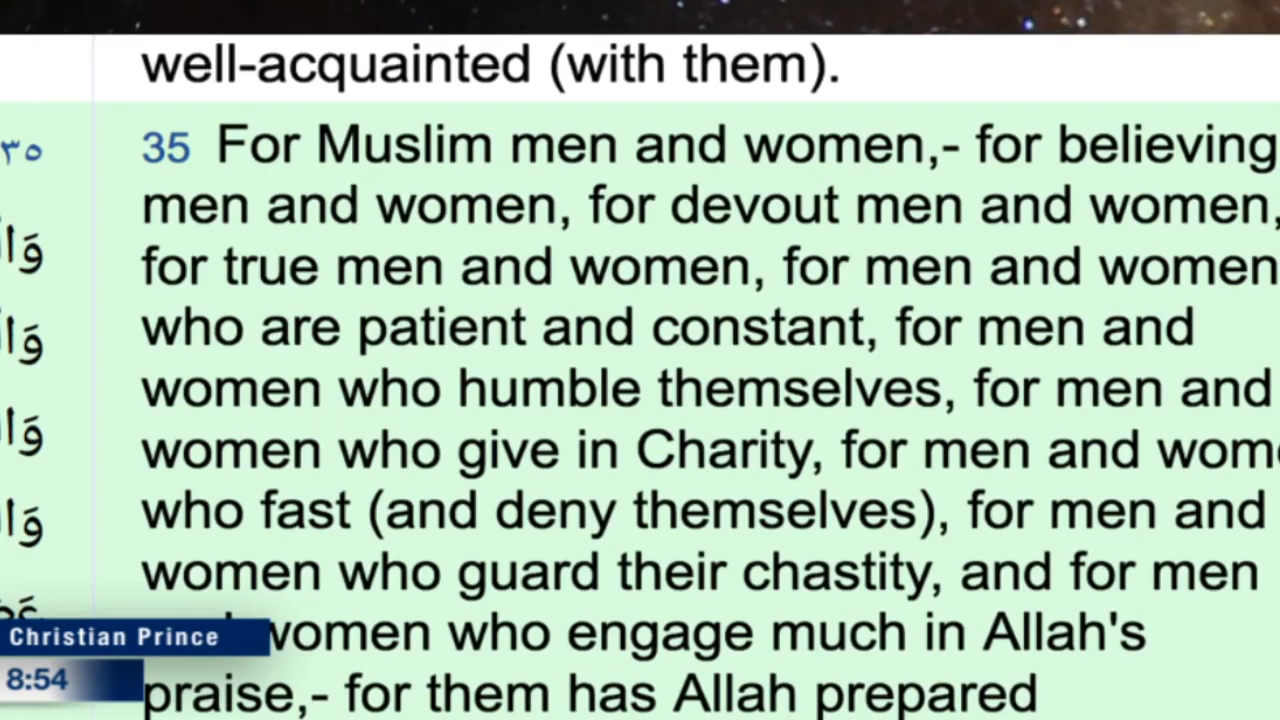 well-acquainted (with them).
٣٥
35 For Muslim men and women,- for believing
men and women, for devout men and women,
for true men and women, for men and women
who are patient and constant, for men and
women who humble themselves, for men and
women who give in Charity, for men and
who fast (and deny themselves), for men and
women who guard their chastity, and for men
women who engage much in Allah's
praise,- for them has Allah prepared
Christian Prince
8:54